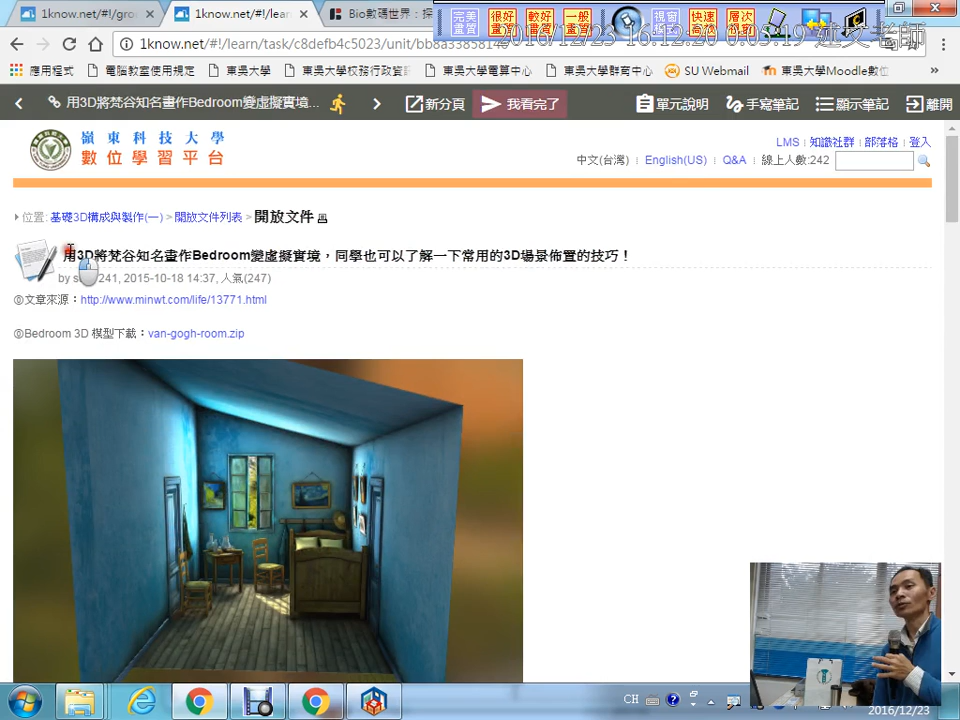 1know.net/#!/gro
1know.net/#!/lear
Bio數碼世界：探
完美畫質
很好畫質
較好畫質
一般畫質
快速高效
層次視窗
2016/12/23 16:12:20 0:03:19
老師
1know.net/#!/learn/task/c8defb4c5023/unit/bb8a33858
應用程式
電腦教室使用規定
東吳大學
東吳大學校務行政資訊
東吳大學電算中心
東吳大學群育中心
SU Webmail
東吳大學Moodle數位
»
用3D將梵谷知名畫作Bedroom變虛擬實境...
新分頁
我看完了
單元說明
手寫筆記
顯示筆記
離開
嶺東科技大學
數位學習平台
LMS | 知識社群 | 部落格 | 登入
中文(台灣) | English(US) | Q&A | 線上人數:242
位置: 基礎3D構成與製作(一) > 開放文件列表 > 開放文件
用3D將梵谷知名畫作Bedroom變虛擬實境，同學也可以了解一下常用的3D場景佈置的技巧！
by s 241, 2015-10-18 14:37, 人氣(247)
◎文章來源：http://www.minwt.com/life/13771.html
◎Bedroom 3D 模型下載：van-gogh-room.zip
CH
2016/12/23